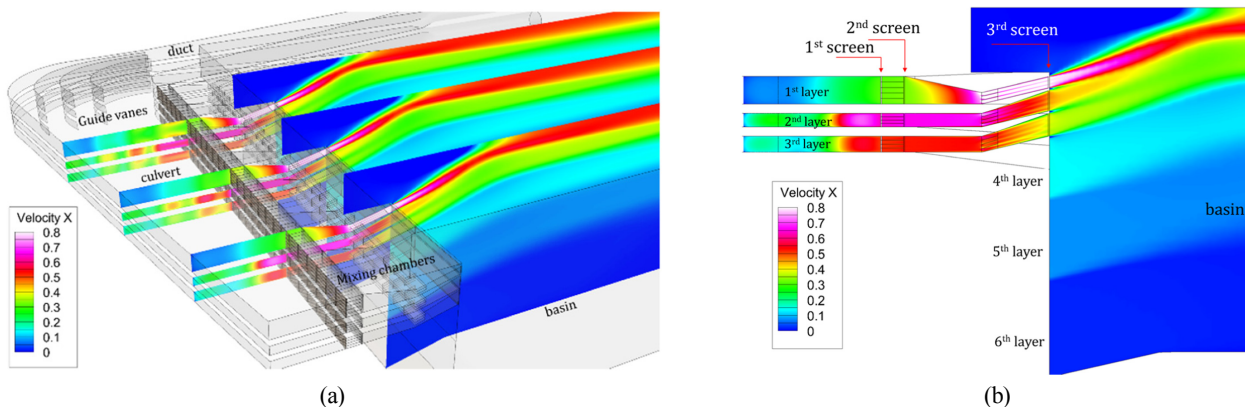 duct
Guide vanes
culvert
Mixing chambers
basin
Velocity X
0.8
0.7
0.6
0.5
0.4
0.3
0.2
0.1
0
(a)
2nd screen
1st screen
3rd screen
1st layer
2nd layer
3rd layer
4th layer
5th layer
6th layer
basin
Velocity X
0.8
0.7
0.6
0.5
0.4
0.3
0.2
0.1
0
(b)